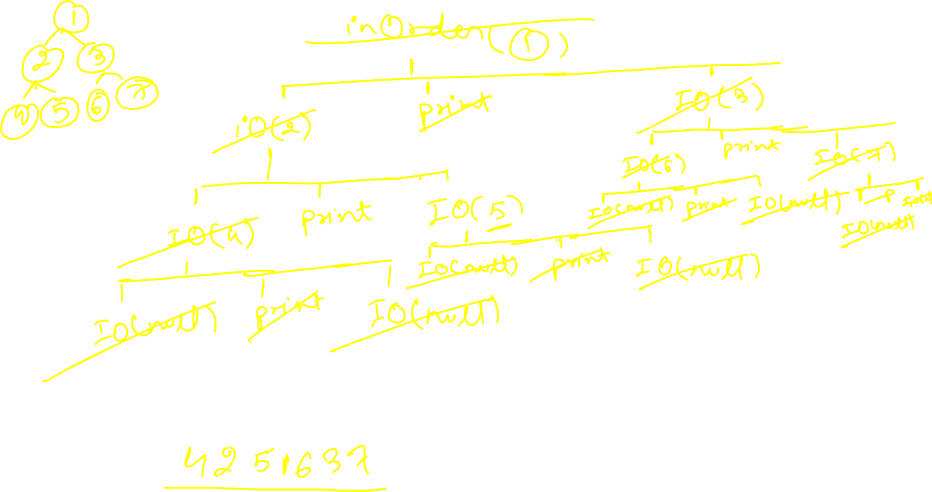 1
inOrder(1)
2 3
4 5 6 7
iO(2) print IO(3)
IO(6) print IO(7)
IO(4) print IO(5)
IO(null) print IO(null) IO(null) P
IO(null) print IO(null) IO(null)
IO(null) print IO(null)
4251637